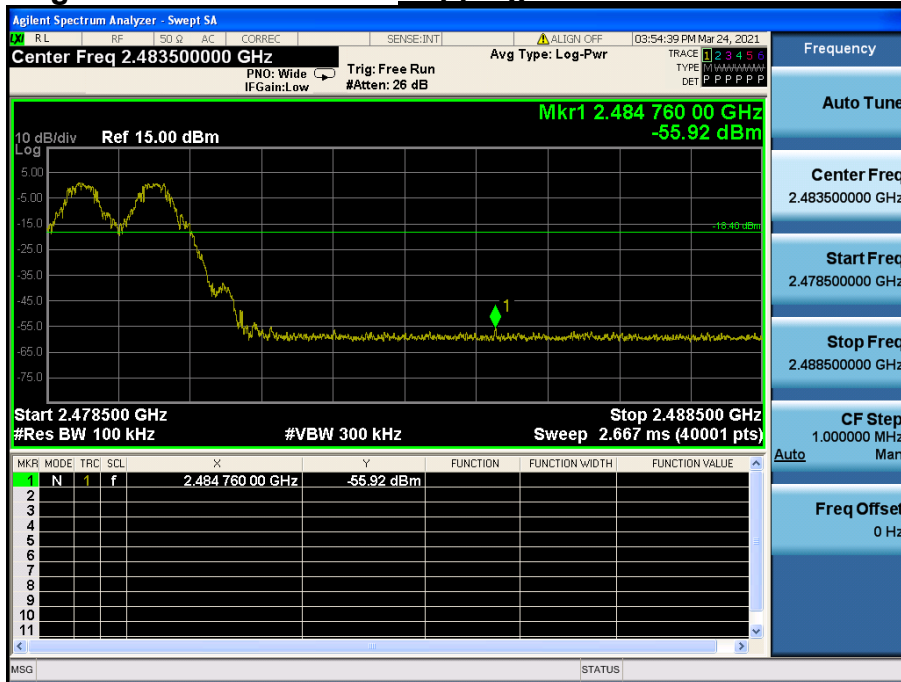 Agilent Spectrum Analyzer - Swept SA
LXI RL RF 50 Ω AC CORREC SENSE:INT ALIGN OFF 03:54:39 PM Mar 24, 2021
Center Freq 2.483500000 GHz Avg Type: Log-Pwr TRACE 1 2 3 4 5 6
PNO: Wide Trig: Free Run TYPE M W W W W W
IFGain:Low #Atten: 26 dB DET P P P P P P
Mkr1 2.484 760 00 GHz
-55.92 dBm
10 dB/div Ref 15.00 dBm
Log
5.00
-5.00
-15.0
-18.40 dBm
-25.0
-35.0
-45.0
1
-55.0
-65.0
-75.0
Start 2.478500 GHz Stop 2.488500 GHz
#Res BW 100 kHz #VBW 300 kHz Sweep 2.667 ms (40001 pts)
MKR MODE TRC SCL X Y FUNCTION FUNCTION WIDTH FUNCTION VALUE
1 N 1 f 2.484 760 00 GHz -55.92 dBm
2
3
4
5
6
7
8
9
10
11
MSG STATUS
Frequency
Auto Tune
Center Freq
2.483500000 GHz
Start Freq
2.478500000 GHz
Stop Freq
2.488500000 GHz
CF Step
1.000000 MHz
Auto Man
Freq Offset
0 Hz